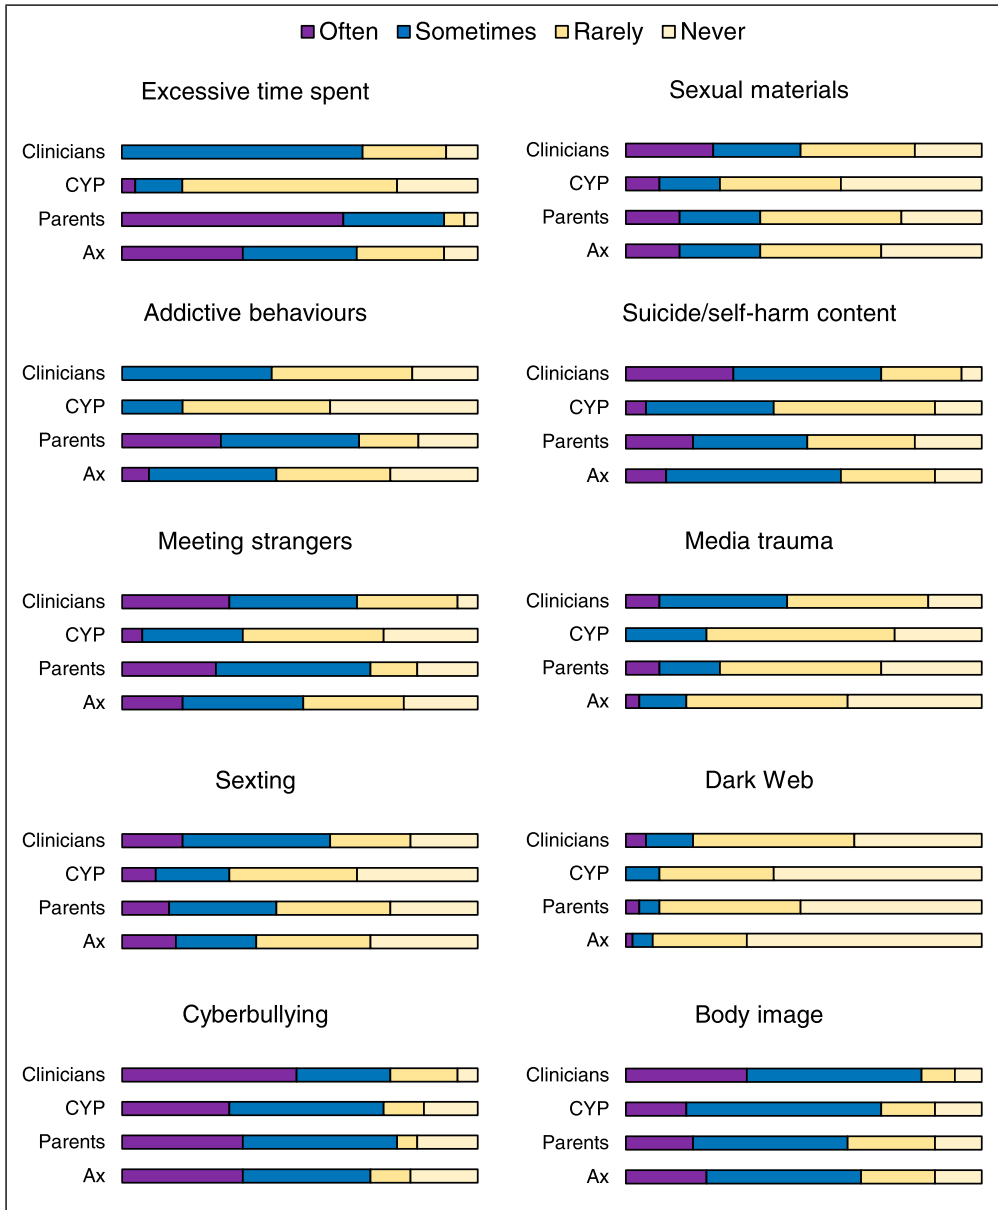 Often Sometimes Rarely Never
Excessive time spent
Clinicians
CYP
Parents
Ax
Sexual materials
Clinicians
CYP
Parents
Ax
Addictive behaviours
Clinicians
CYP
Parents
Ax
Suicide/self-harm content
Clinicians
CYP
Parents
Ax
Meeting strangers
Clinicians
CYP
Parents
Ax
Media trauma
Clinicians
CYP
Parents
Ax
Sexting
Clinicians
CYP
Parents
Ax
Dark Web
Clinicians
CYP
Parents
Ax
Cyberbullying
Clinicians
CYP
Parents
Ax
Body image
Clinicians
CYP
Parents
Ax